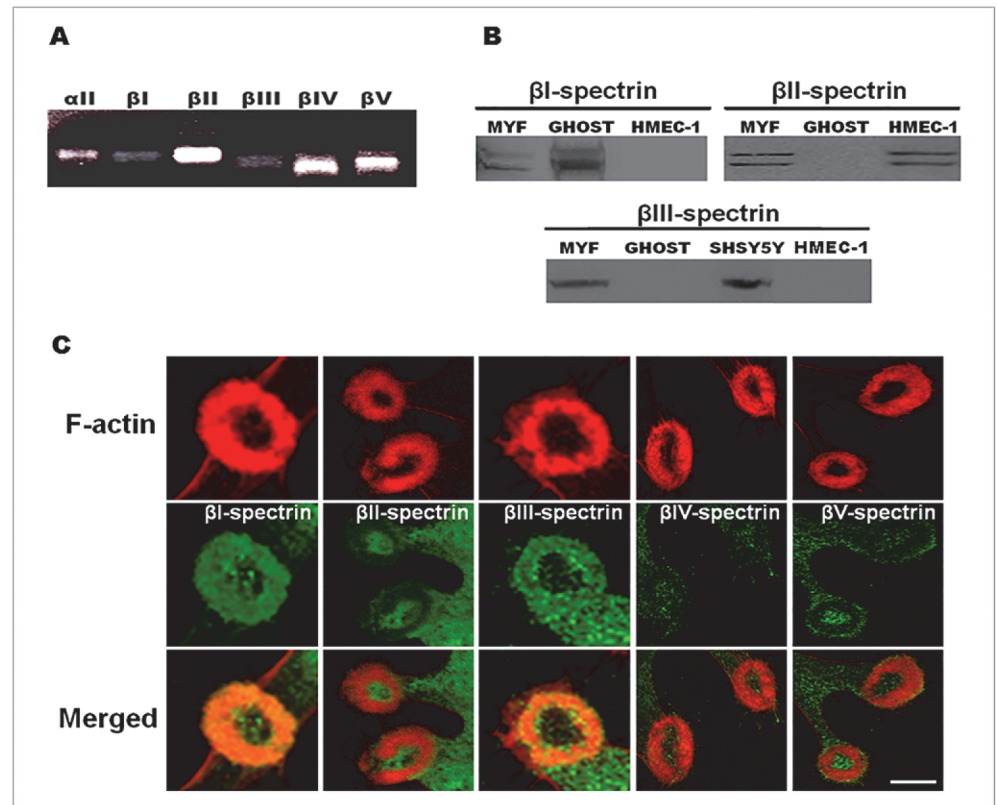 A
αII βI βII βIII βIV βV
B
βI-spectrin
MYF GHOST HMEC-1
βII-spectrin
MYF GHOST HMEC-1
βIII-spectrin
MYF GHOST SHSY5Y HMEC-1
C
F-actin
βI-spectrin βII-spectrin βIII-spectrin βIV-spectrin βV-spectrin
Merged